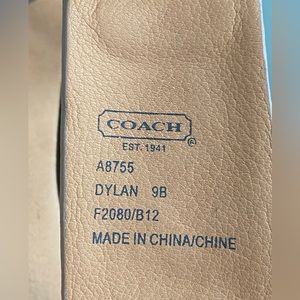 COACH
®
EST. 1941
A8755
DYLAN 9B
F2080/B12
MADE IN CHINA/CHINE